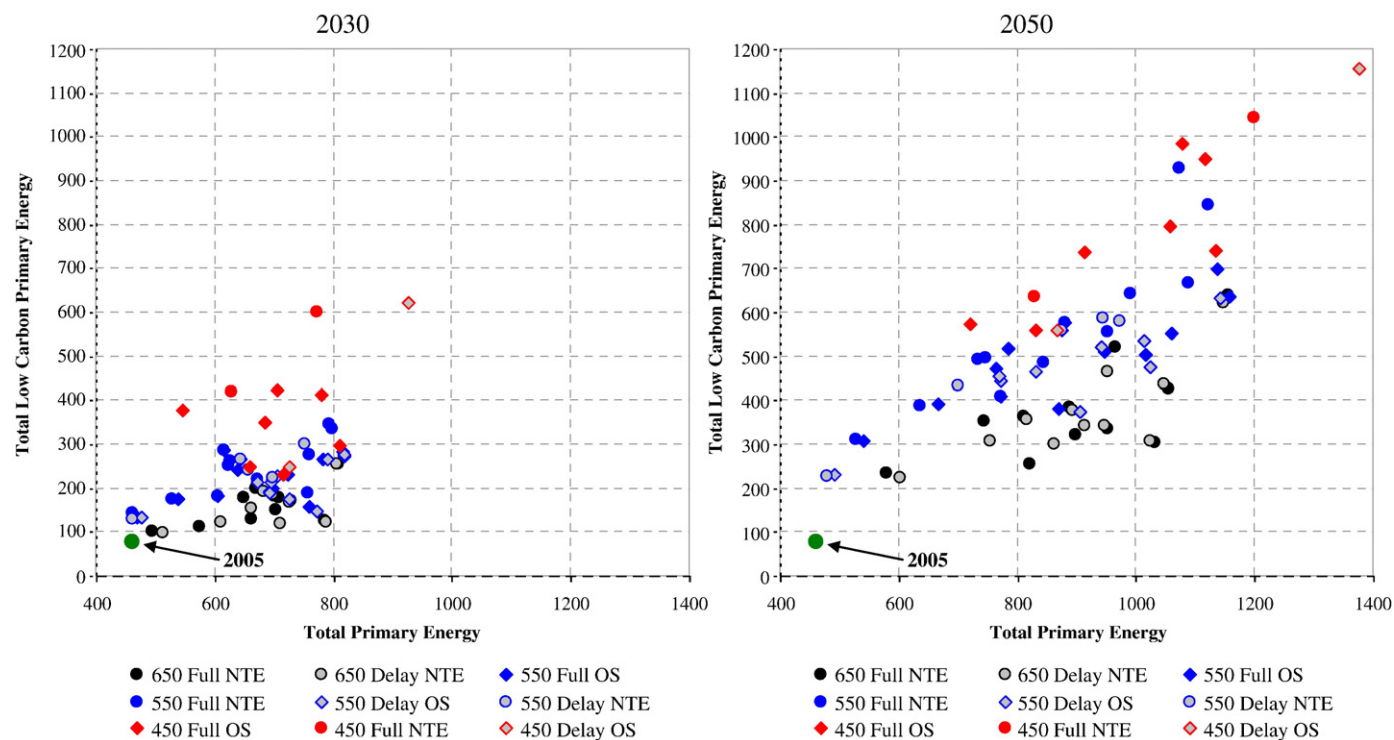 2030
1200
1100
1000
900
800
700
600
500
400
300
200
100
0
Total Low Carbon Primary Energy
2005
400 600 800 1000 1200 1400
Total Primary Energy
650 Full NTE 650 Delay NTE 550 Full OS
550 Full NTE 550 Delay OS 550 Delay NTE
450 Full OS 450 Full NTE 450 Delay OS
2050
1200
1100
1000
900
800
700
600
500
400
300
200
100
0
Total Low Carbon Primary Energy
2005
400 600 800 1000 1200 1400
Total Primary Energy
650 Full NTE 650 Delay NTE 550 Full OS
550 Full NTE 550 Delay OS 550 Delay NTE
450 Full OS 450 Full NTE 450 Delay OS